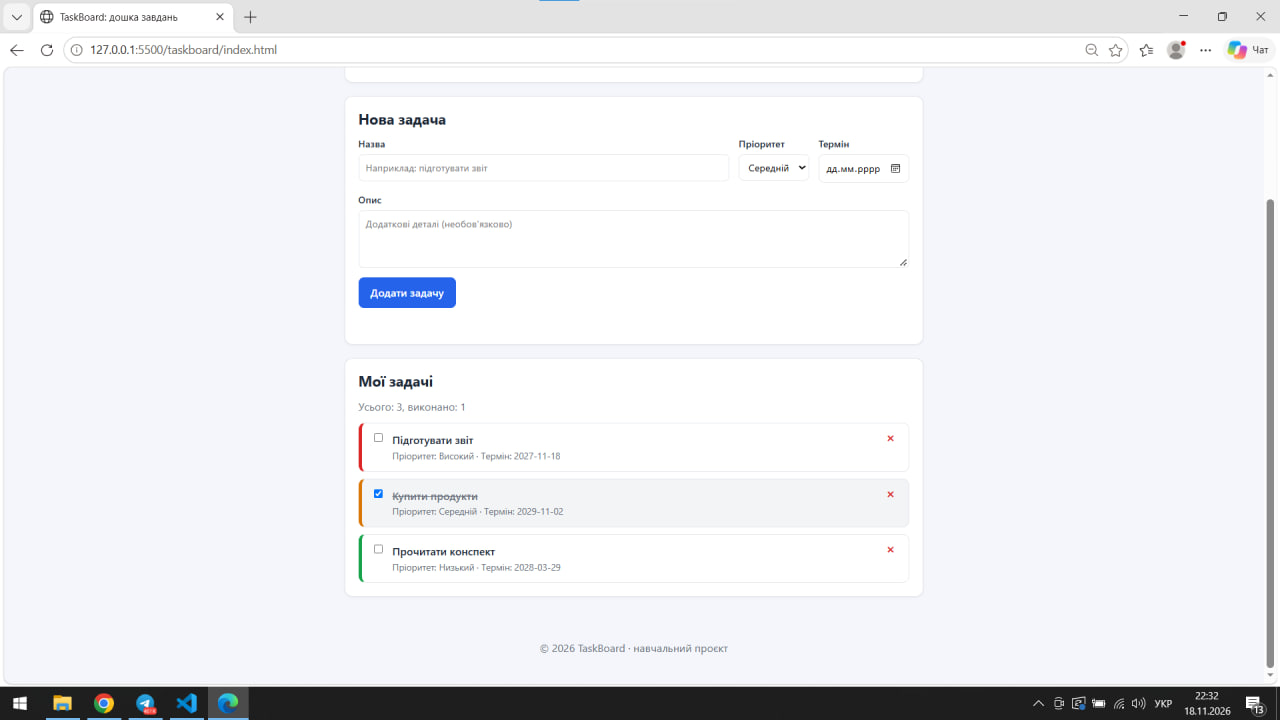 TaskBoard: дошка завдань
127.0.0.1:5500/taskboard/index.html
Чат
Нова задача
Назва
Пріоритет
Термін
Наприклад: підготувати звіт
Середній
дд.мм.рррр
Опис
Додаткові деталі (необов'язково)
Додати задачу
Мої задачі
Усього: 3, виконано: 1
Підготувати звіт
Пріоритет: Високий · Термін: 2027-11-18
Купити продукти
Пріоритет: Середній · Термін: 2029-11-02
Прочитати конспект
Пріоритет: Низький · Термін: 2028-03-29
© 2026 TaskBoard · навчальний проєкт
УКР
22:32
18.11.2026
13